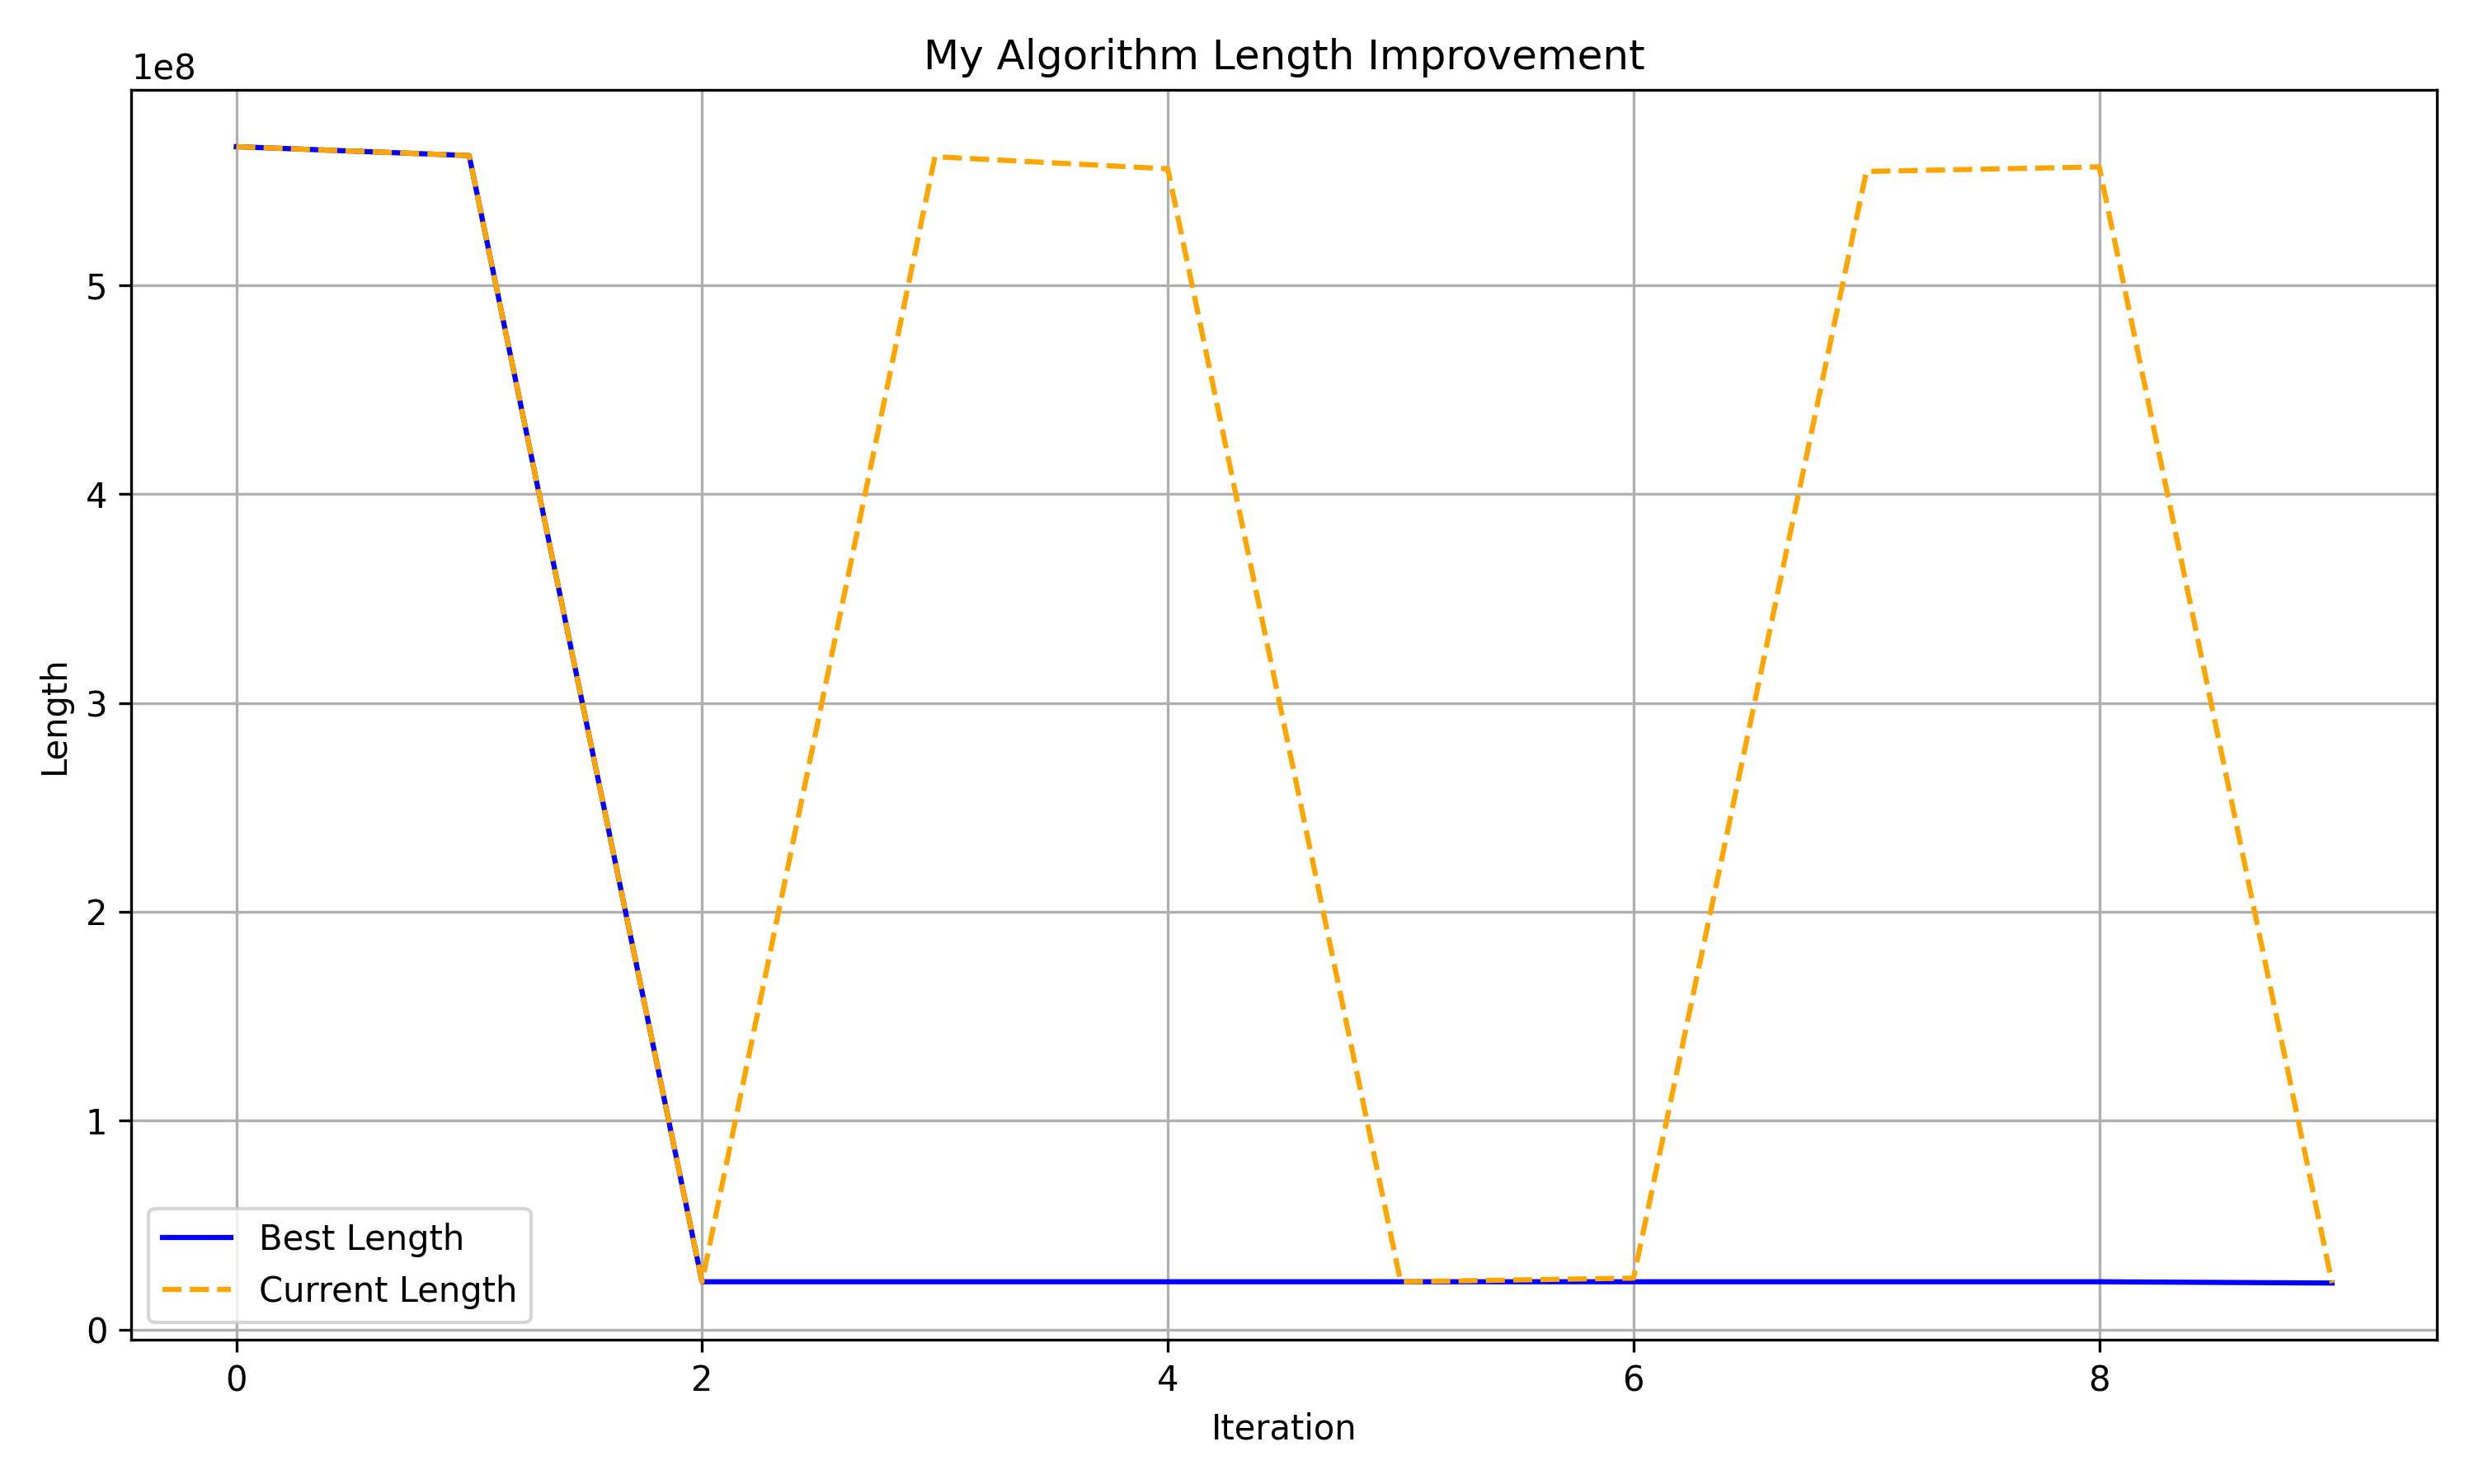 My Algorithm Length Improvement
1e8
5
4
3
2
1
0
Length
Best Length
Current Length
0 2 4 6 8
Iteration